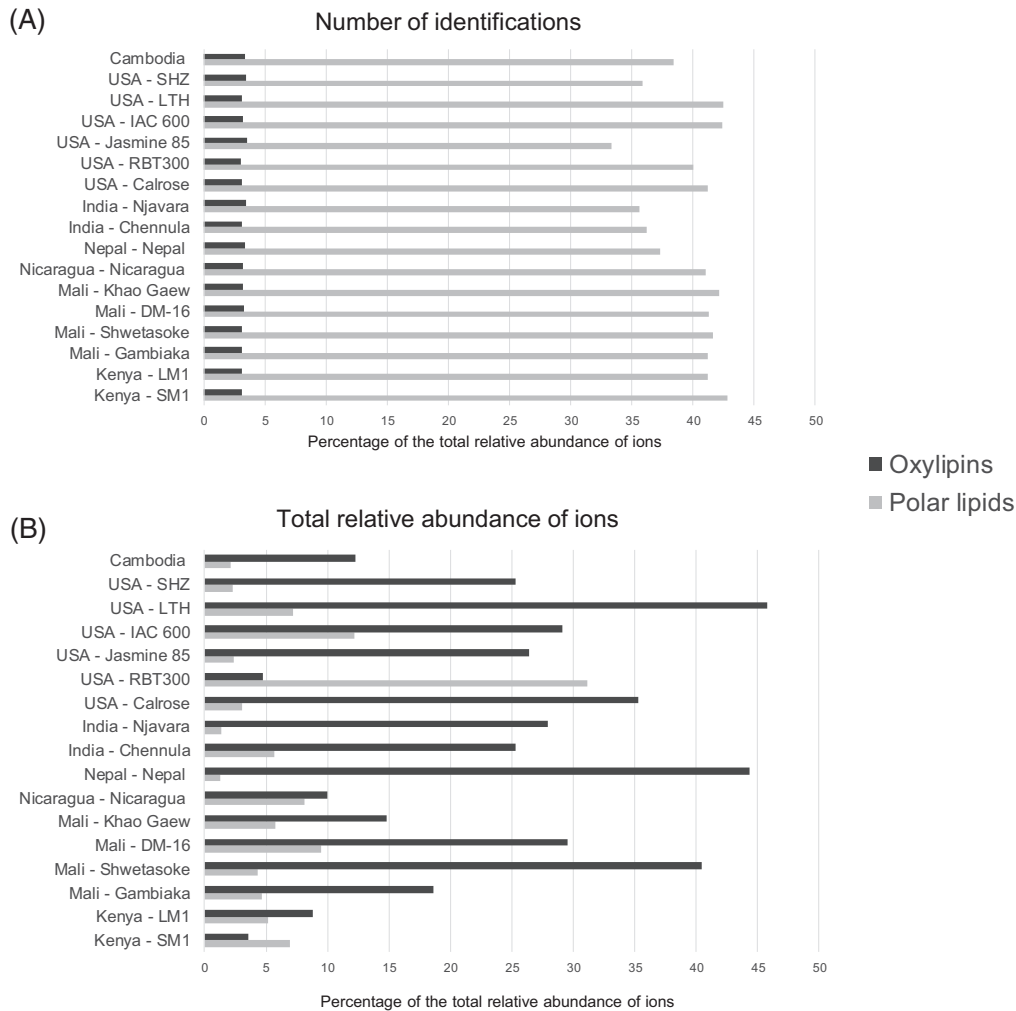 (A)
Number of identifications
Cambodia
USA - SHZ
USA - LTH
USA - IAC 600
USA - Jasmine 85
USA - RBT300
USA - Calrose
India - Njavara
India - Chennula
Nepal - Nepal
Nicaragua - Nicaragua
Mali - Khao Gaew
Mali - DM-16
Mali - Shwetasoke
Mali - Gambiaka
Kenya - LM1
Kenya - SM1
0 5 10 15 20 25 30 35 40 45 50
Percentage of the total relative abundance of ions
Oxylipins
Polar lipids
(B)
Total relative abundance of ions
Cambodia
USA - SHZ
USA - LTH
USA - IAC 600
USA - Jasmine 85
USA - RBT300
USA - Calrose
India - Njavara
India - Chennula
Nepal - Nepal
Nicaragua - Nicaragua
Mali - Khao Gaew
Mali - DM-16
Mali - Shwetasoke
Mali - Gambiaka
Kenya - LM1
Kenya - SM1
0 5 10 15 20 25 30 35 40 45 50
Percentage of the total relative abundance of ions